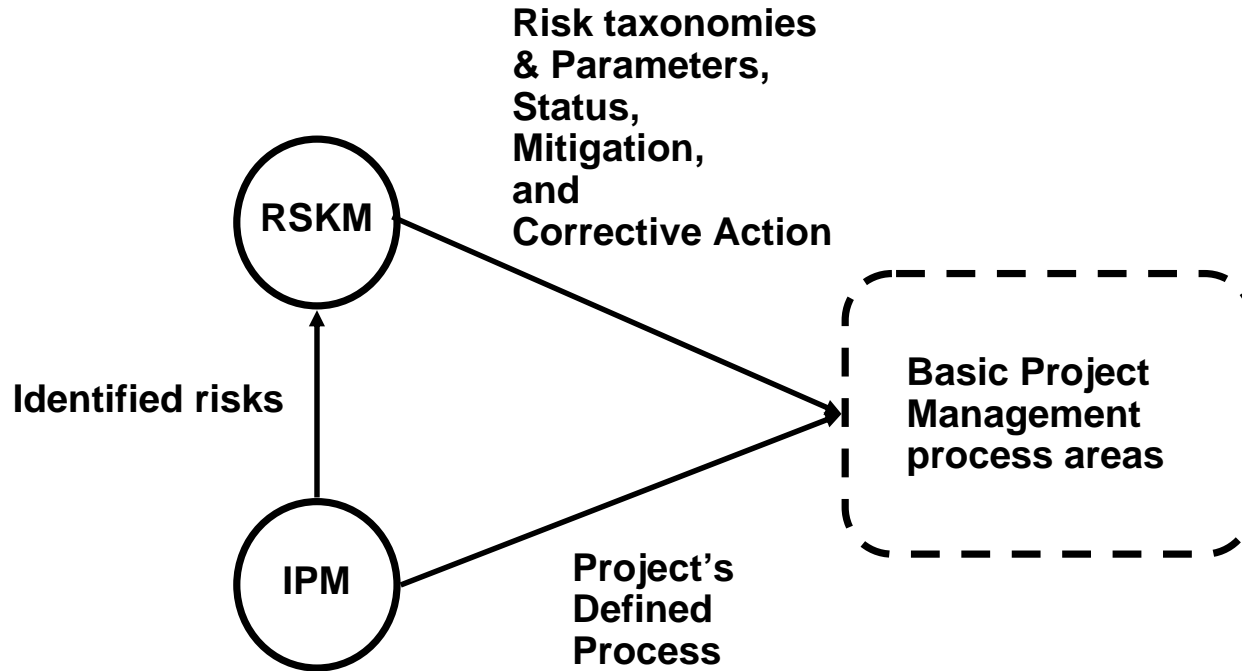 Risk taxonomies
& Parameters,
Status,
Mitigation,
and
Corrective Action
RSKM
Identified risks
Basic Project
Management
process areas
IPM
Project’s
Defined
Process